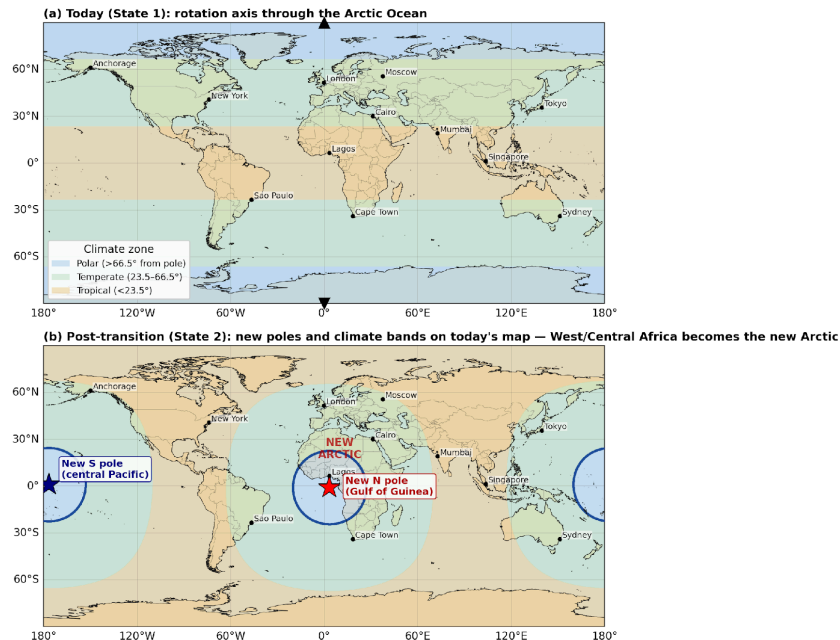 (a) Today (State 1): rotation axis through the Arctic Ocean
60°N
30°N
0°
30°S
60°S
Anchorage
New York
London
Moscow
Cairo
Tokyo
Mumbai
Lagos
Singapore
São Paulo
Cape Town
Sydney
Climate zone
Polar (>66.5° from pole)
Temperate (23.5–66.5°)
Tropical (<23.5°)
180°
120°W
60°W
0°
60°E
120°E
180°
(b) Post-transition (State 2): new poles and climate bands on today's map — West/Central Africa becomes the new Arctic
60°N
30°N
0°
30°S
60°S
Anchorage
New York
London
Moscow
Cairo
Tokyo
NEW
ARCTIC
Mumbai
Lagos
Singapore
New S pole
(central Pacific)
New N pole
(Gulf of Guinea)
São Paulo
Cape Town
Sydney
180°
120°W
60°W
0°
60°E
120°E
180°